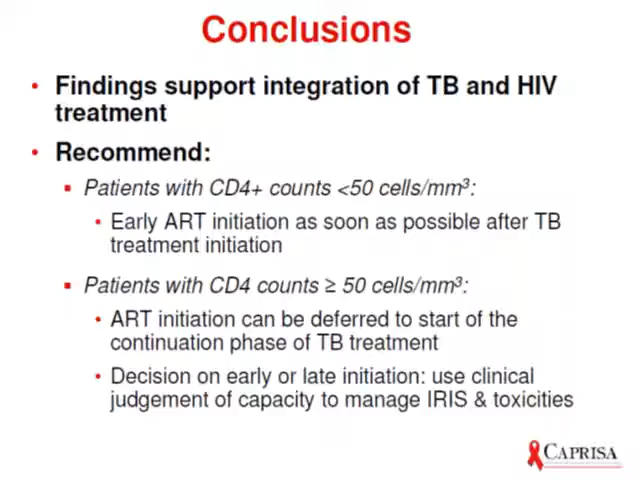 Conclusions
• Findings support integration of TB and HIV
treatment
• Recommend:
▪ Patients with CD4+ counts <50 cells/mm³:
• Early ART initiation as soon as possible after TB
treatment initiation
▪ Patients with CD4 counts ≥ 50 cells/mm³:
• ART initiation can be deferred to start of the
continuation phase of TB treatment
• Decision on early or late initiation: use clinical
judgement of capacity to manage IRIS & toxicities
CAPRISA